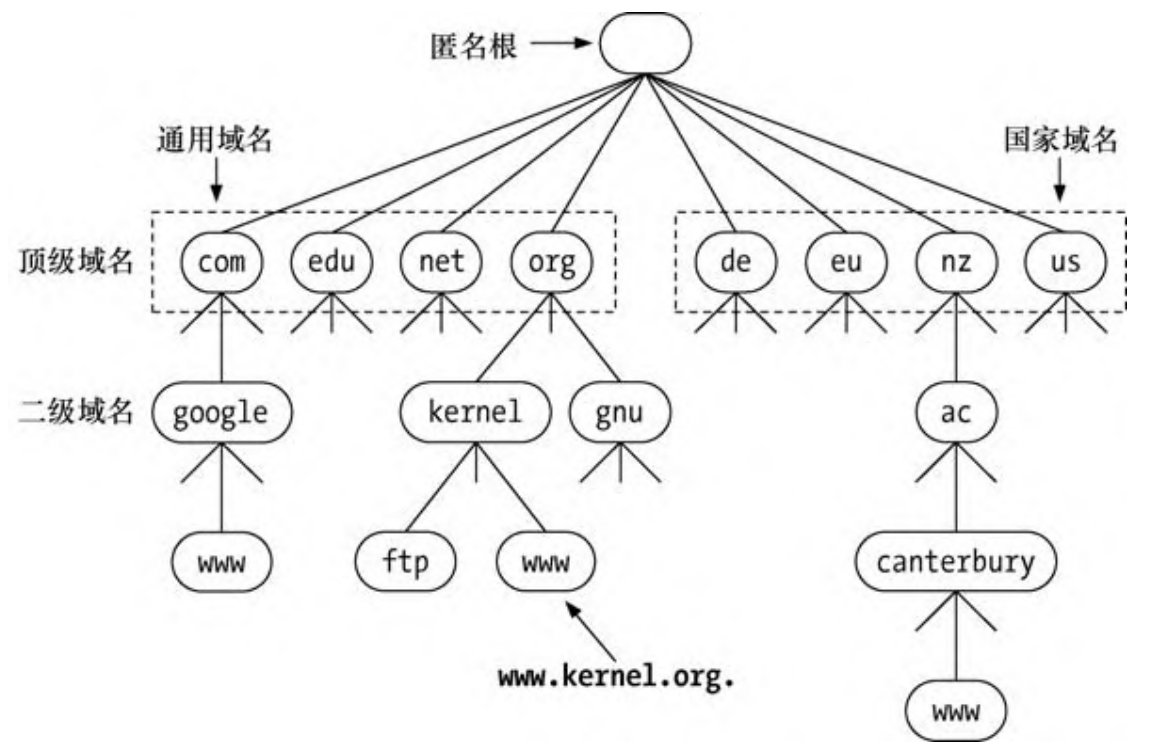 匿名根
通用域名
国家域名
顶级域名
com
edu
net
org
de
eu
nz
us
二级域名
google
kernel
gnu
ac
www
ftp
www
canterbury
www.kernel.org.
www